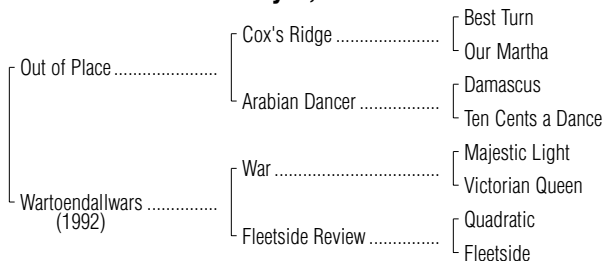 Best Turn
Cox's Ridge ....................
Our Martha
Out of Place ....................
Damascus
Arabian Dancer ................
Ten Cents a Dance
Majestic Light
War .................................
Victorian Queen
Wartoendallwars ..............
(1992)
Quadratic
Fleetside Review ..............
Fleetside